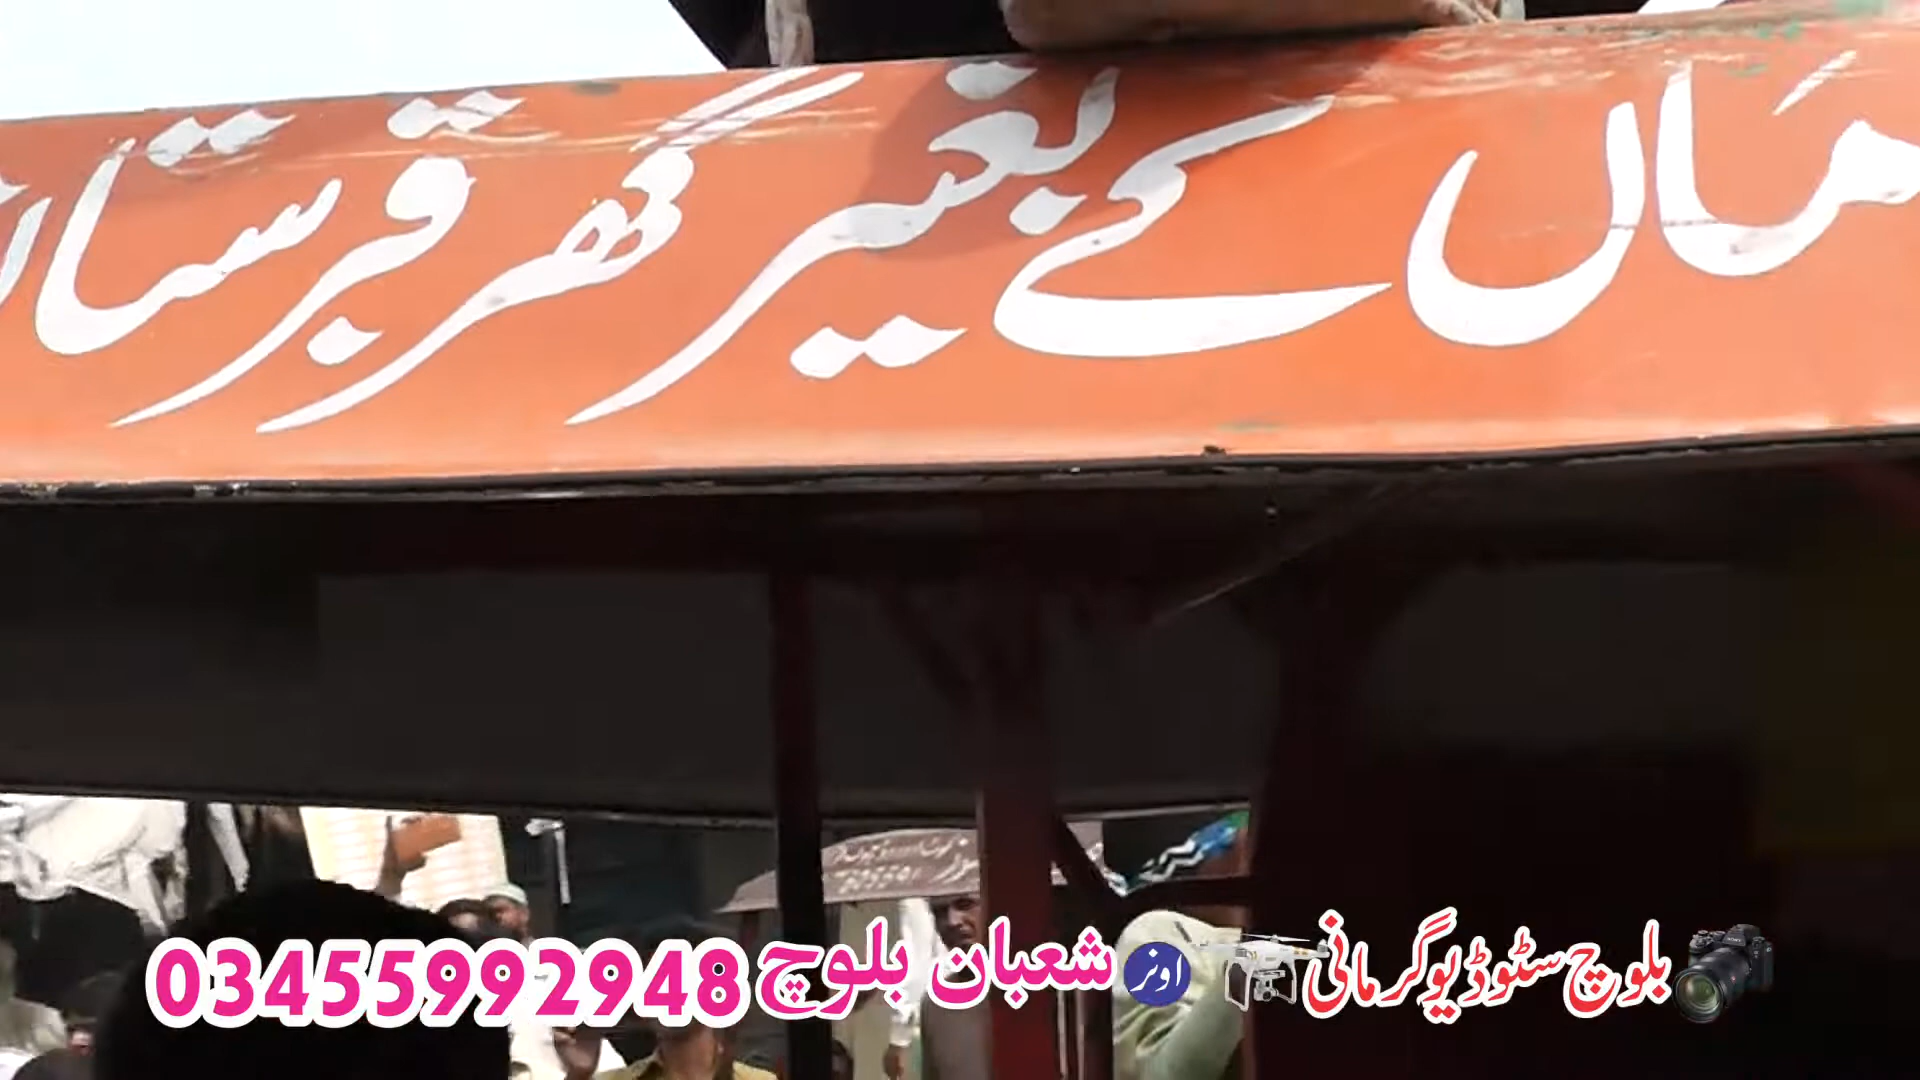 ماں کے بغیر گھر قبرستا
بلوچ سٹوڈیو گرمانی اونر شعبان بلوچ 03455992948